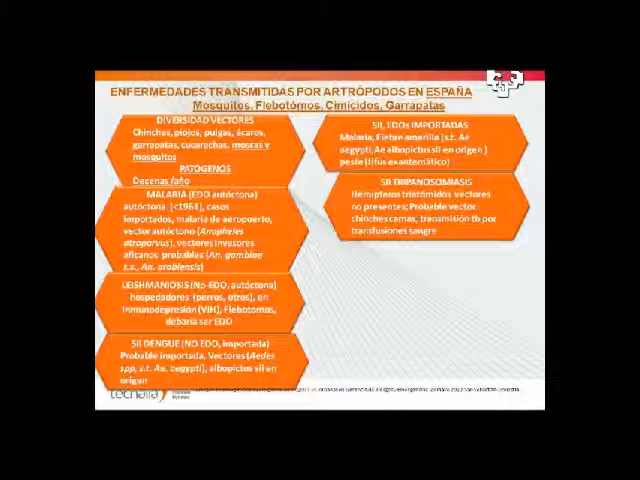 ENFERMEDADES TRANSMITIDAS POR ARTRÓPODOS EN ESPAÑA
Mosquitos, Flebotómos, Cimícidos, Garrapatas
DIVERSIDAD VECTORES
Chinches, piojos, pulgas, ácaros,
garrapatas, cucarachas, moscas y
mosquitos
PATÓGENOS
Docenas /año
MALARIA (EDO autóctona)
autóctona (<1961), casos
importados, malaria de aeropuerto,
vector autóctono (Anopheles
atroparvus), vectores invasores
africanos probables (An. gambiae
s.s., An. arabiensis)
LEISHMANIOSIS (No-EDO, autóctona)
hospedadores (perros, otros), en
inmunodepresión (VIH), Flebotomos,
debería ser EDO
SII DENGUE (NO EDO, importada)
Probable importada, Vectores (Aedes
spp, s.t. Ae. aegypti), albopictus sii en
origen
SII, EDOs IMPORTADAS
Malaria, Fiebre amarilla (s.t. Ae
aegypti, Ae albopictus sii en origen )
peste (tifus exantemático)
SII TRIPANOSOMIASIS
Hemípteros triatómidos vectores
no presentes; Probable vector
chinches camas, transmisión tb por
transfusiones sangre
tecnalia